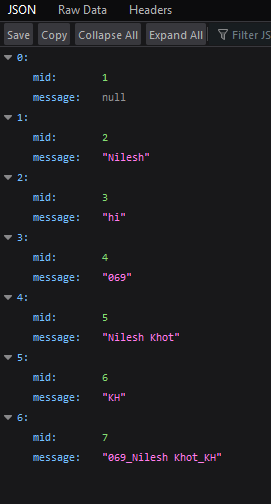 JSON Raw Data Headers
Save Copy Collapse All Expand All Filter JS
0:
mid: 1
message: null
1:
mid: 2
message: "Nilesh"
2:
mid: 3
message: "hi"
3:
mid: 4
message: "069"
4:
mid: 5
message: "Nilesh Khot"
5:
mid: 6
message: "KH"
6:
mid: 7
message: "069_Nilesh Khot_KH"